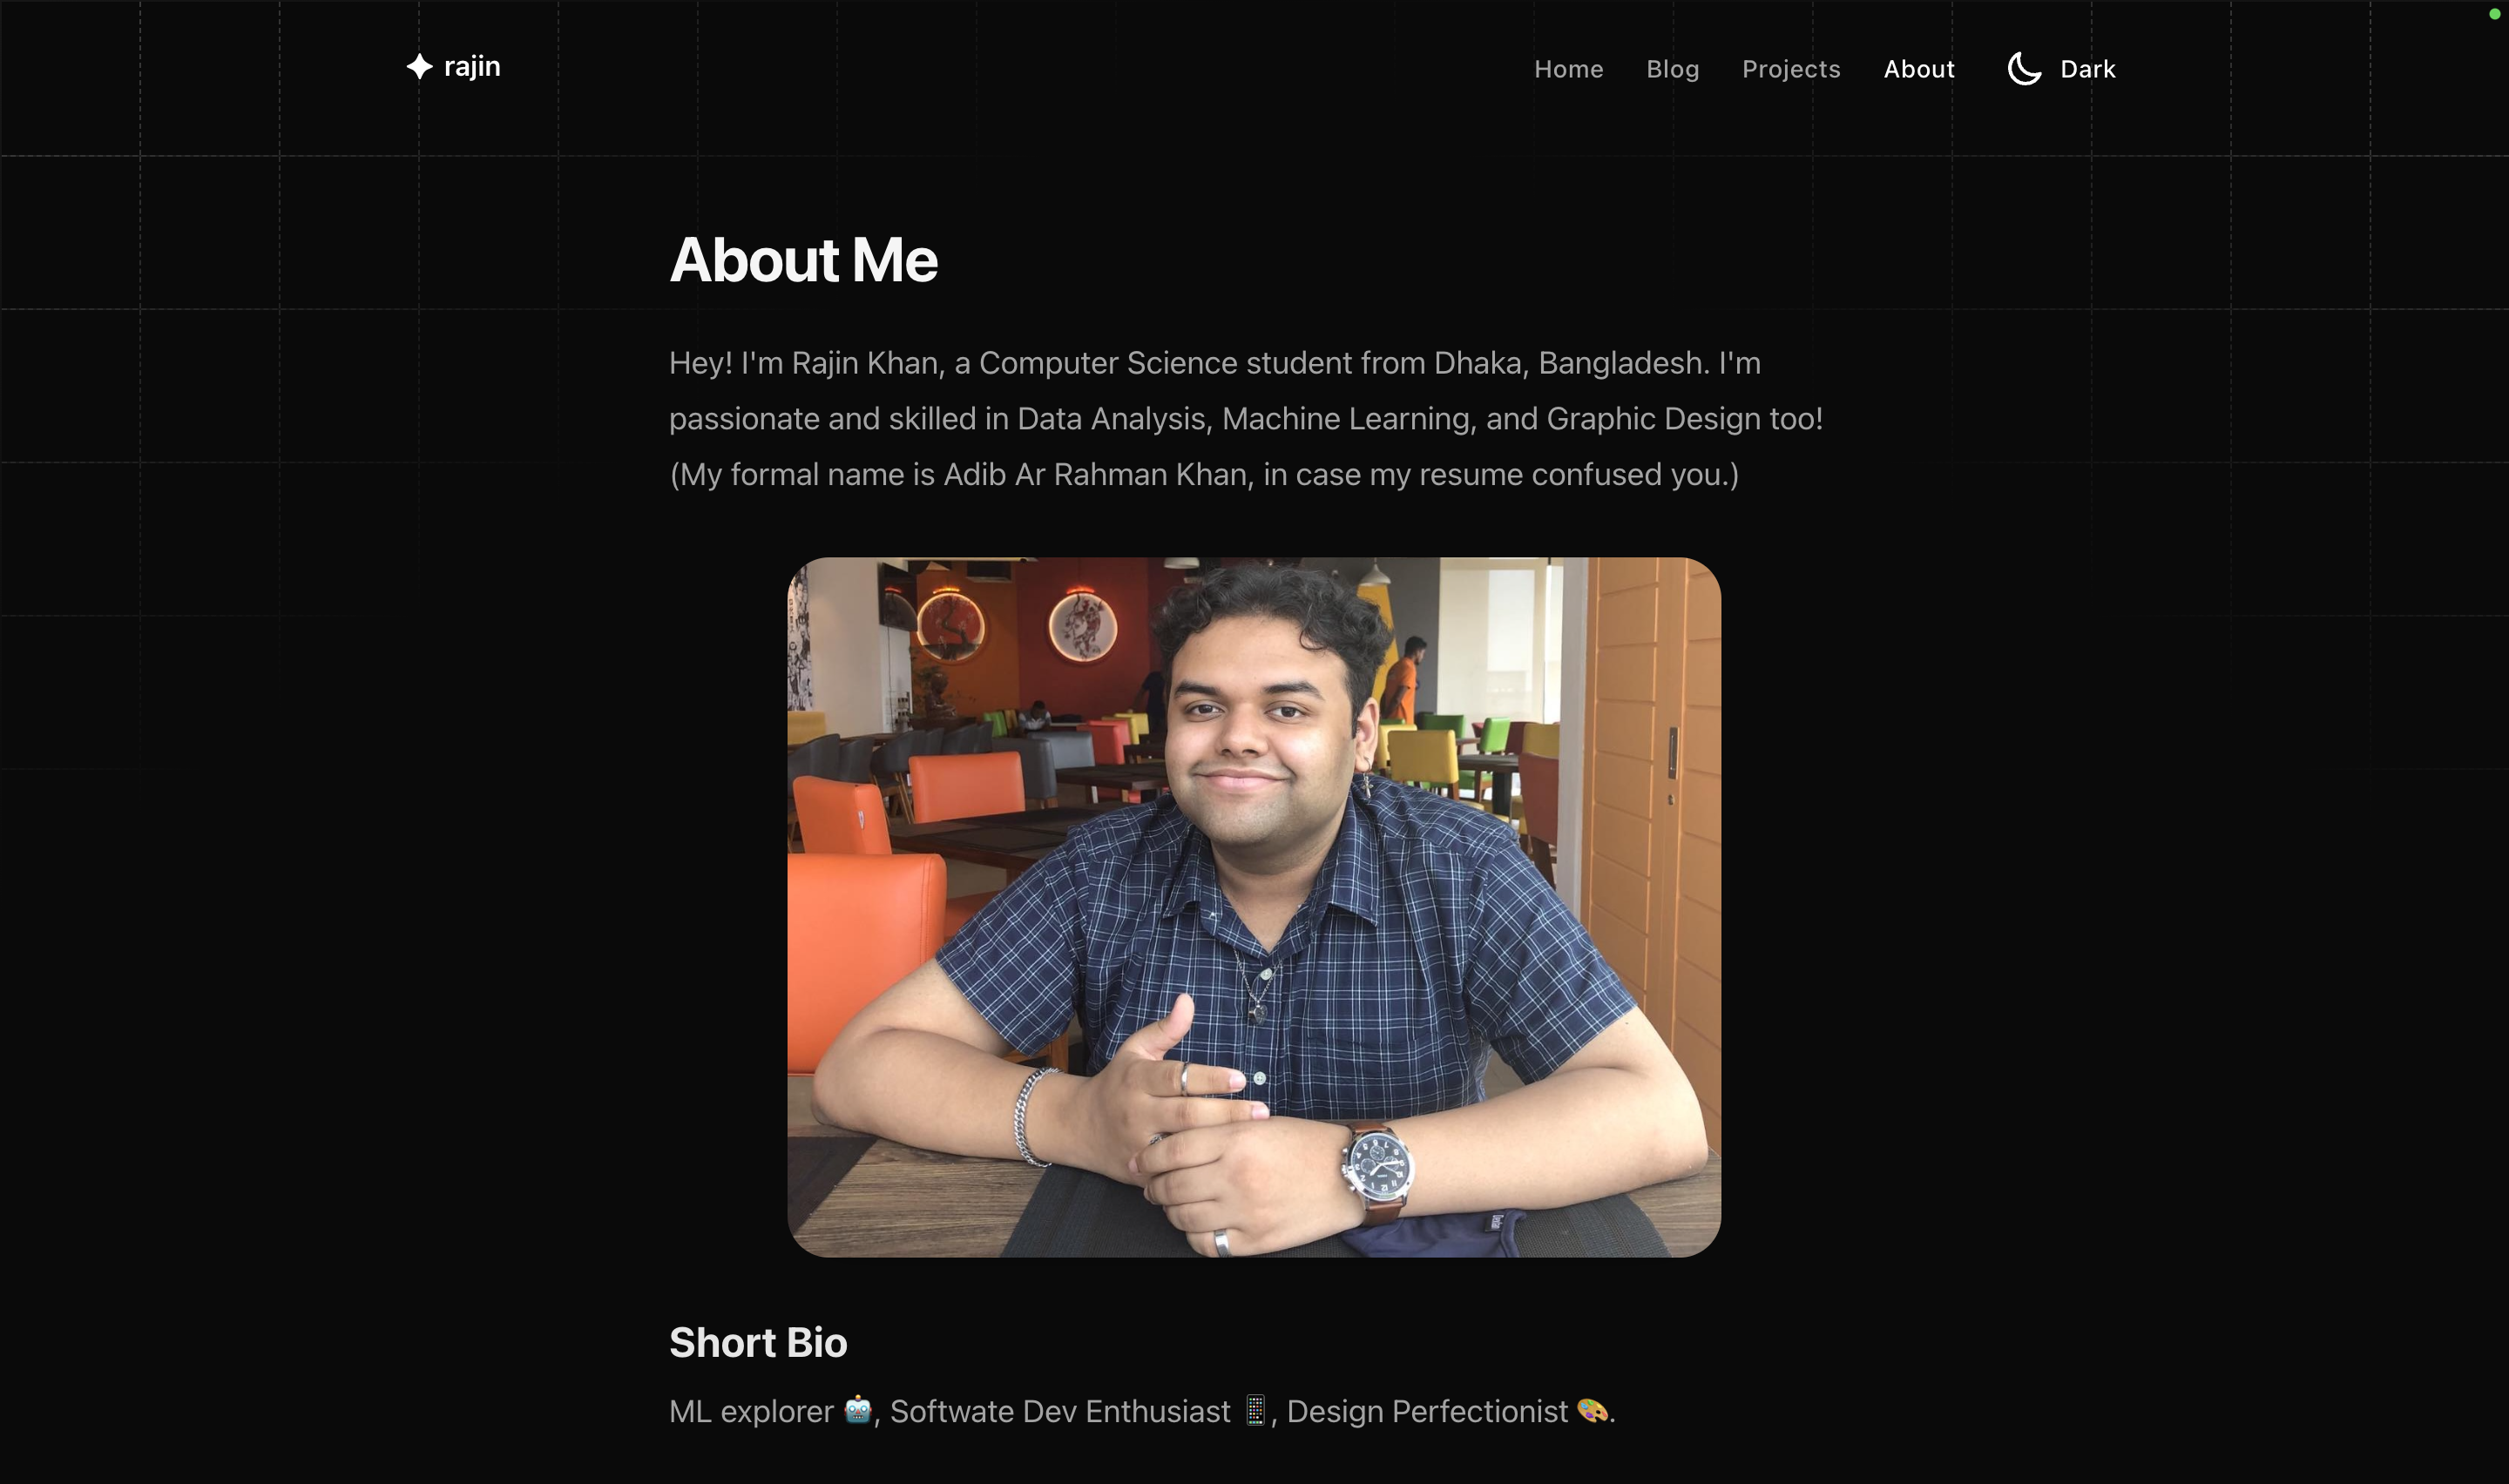 rajin
Home Blog Projects About Dark
About Me
Hey! I'm Rajin Khan, a Computer Science student from Dhaka, Bangladesh. I'm
passionate and skilled in Data Analysis, Machine Learning, and Graphic Design too!
(My formal name is Adib Ar Rahman Khan, in case my resume confused you.)
Short Bio
ML explorer 🤖, Softwate Dev Enthusiast 📱, Design Perfectionist 🎨.